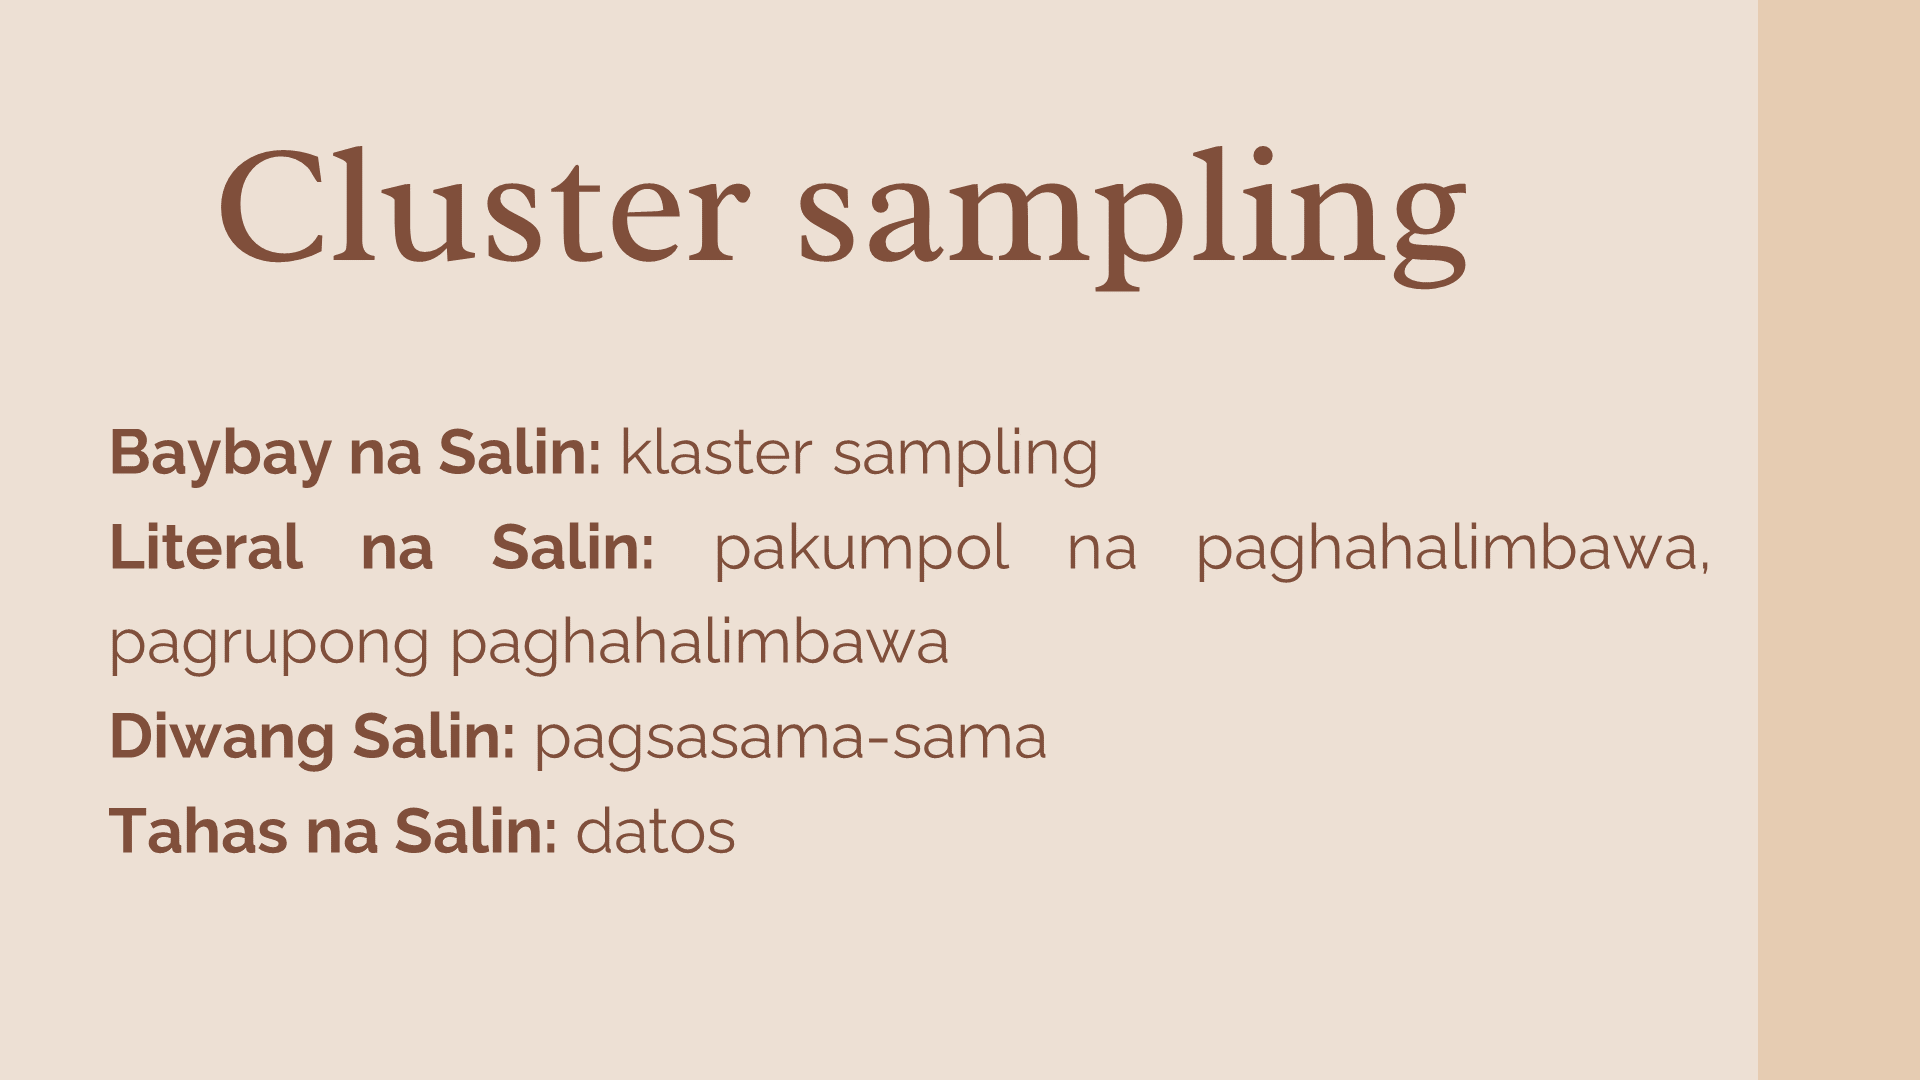 Cluster sampling
Baybay na Salin: klaster sampling
Literal na Salin: pakumpol na paghahalimbawa,
pagrupong paghahalimbawa
Diwang Salin: pagsasama-sama
Tahas na Salin: datos